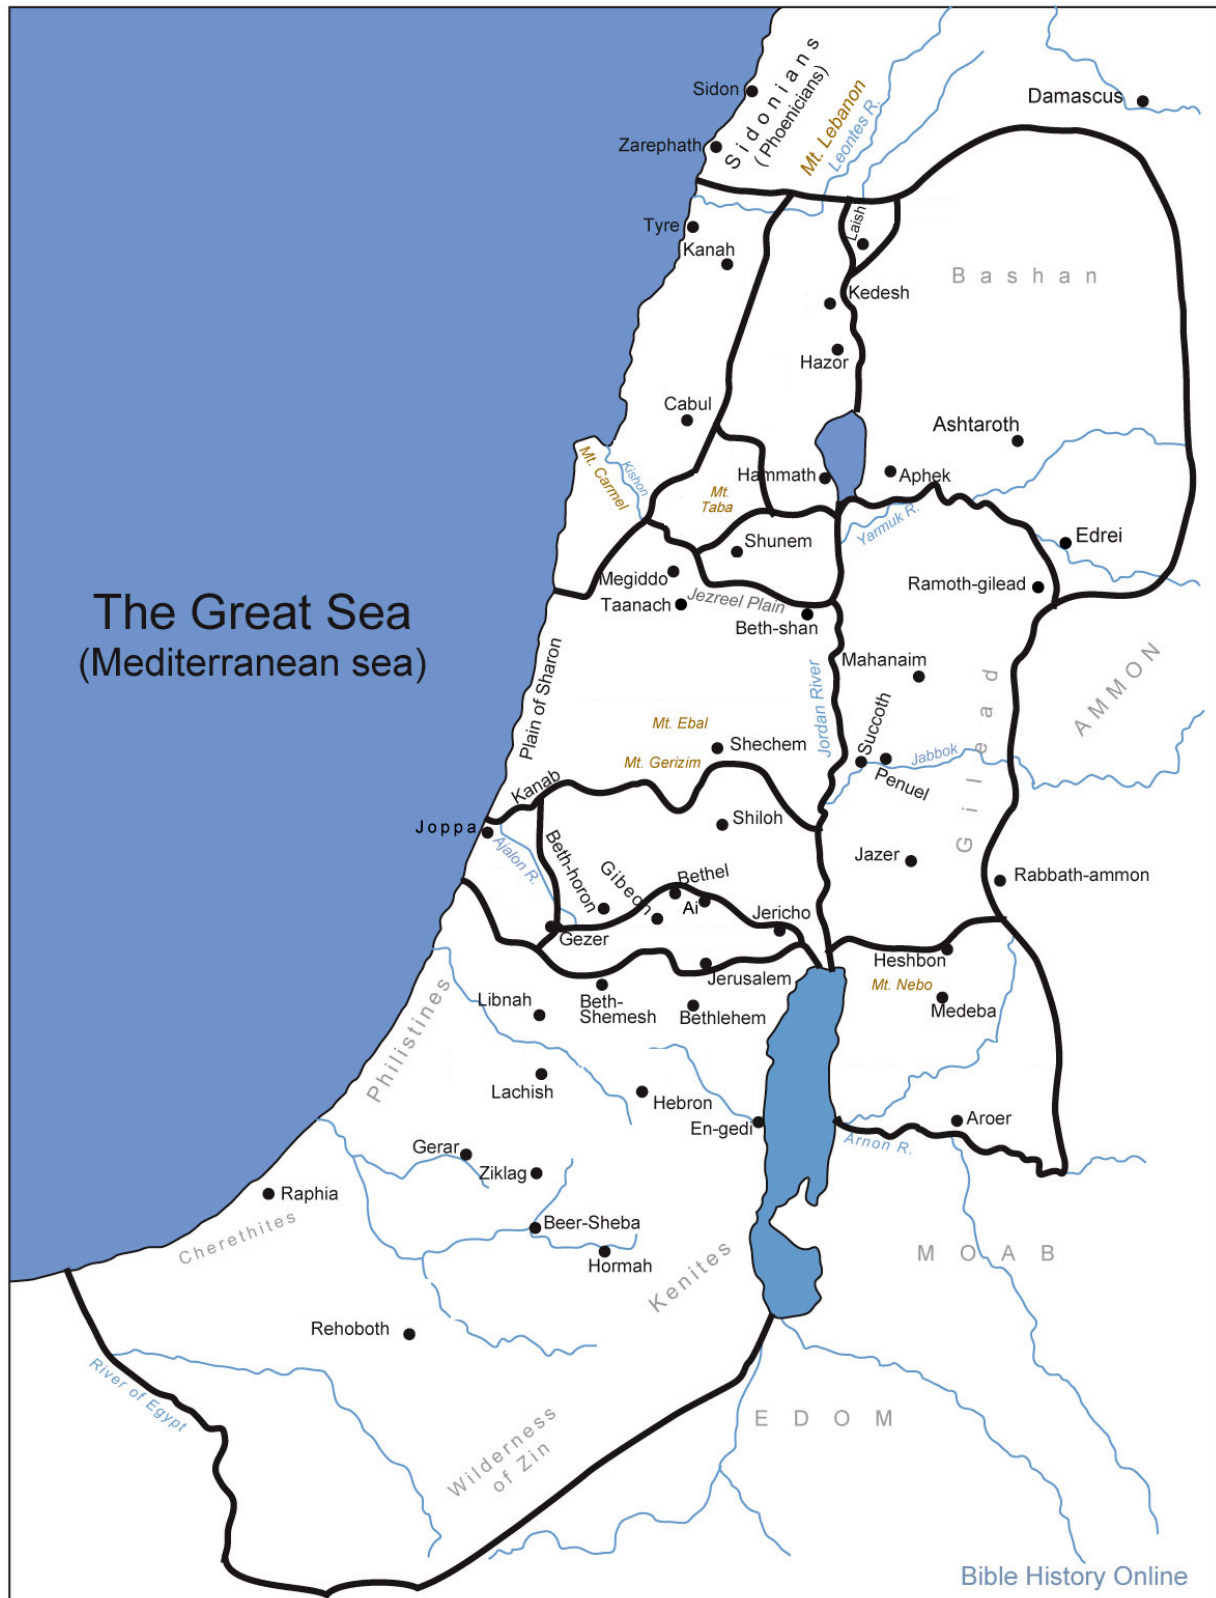 Sidon
Sidonians
(Phoenicians)
Mt. Lebanon
Leontes R.
Damascus
Zarephath
Tyre
Kanah
Laish
Bashan
Kedesh
Hazor
Cabul
Ashtaroth
Mt. Carmel
Kishon
Hammath
Aphek
Mt.
Taba
Yarmuk R.
Shunem
Edrei
Megiddo
Ramoth-gilead
The Great Sea
(Mediterranean sea)
Taanach
Jezreel Plain
Beth-shan
Plain of Sharon
Jordan River
Mahanaim
Gilead
AMMON
Mt. Ebal
Shechem
Succoth
Mt. Gerizim
Jabbok
Penuel
Kanab
Joppa
Ajalon R.
Shiloh
Beth-horon
Gibeon
Bethel
Ai
Jazer
Rabbath-ammon
Jericho
Gezer
Heshbon
Jerusalem
Mt. Nebo
Philistines
Libnah
Beth-
Shemesh
Bethlehem
Medeba
Lachish
Hebron
En-gedi
Aroer
Arnon R.
Gerar
Ziklag
Raphia
Cherethites
Beer-Sheba
Hormah
Kenites
MOAB
Rehoboth
River of Egypt
Wilderness
of Zin
EDOM
Bible History Online